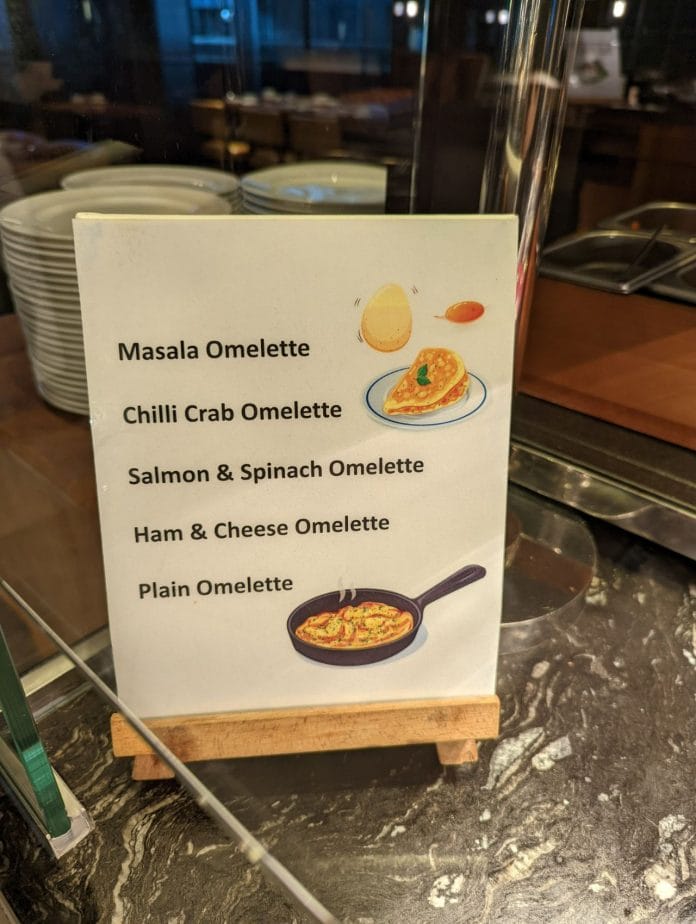 Masala Omelette
Chilli Crab Omelette
Salmon & Spinach Omelette
Ham & Cheese Omelette
Plain Omelette